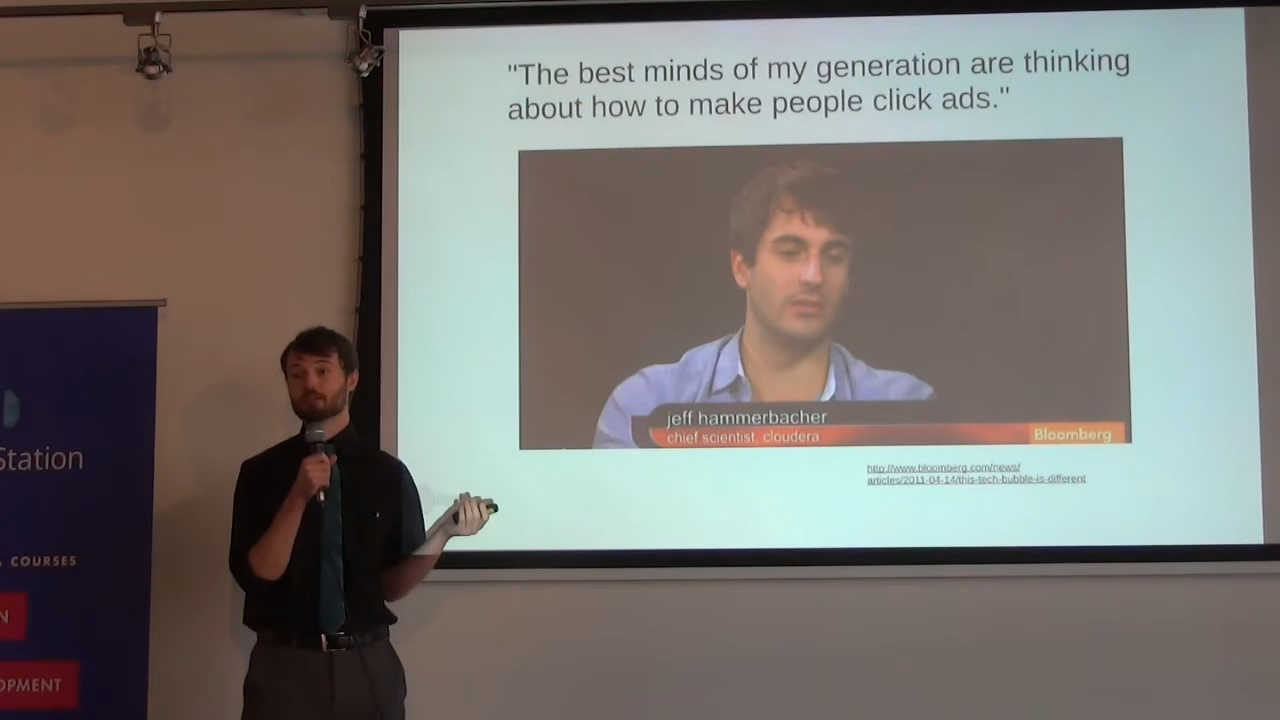 "The best minds of my generation are thinking
about how to make people click ads."
jeff hammerbacher
chief scientist, cloudera
Bloomberg
http://www.bloomberg.com/news/
articles/2011-04-14/this-tech-bubble-is-different
Station
COURSES
N
OPMENT